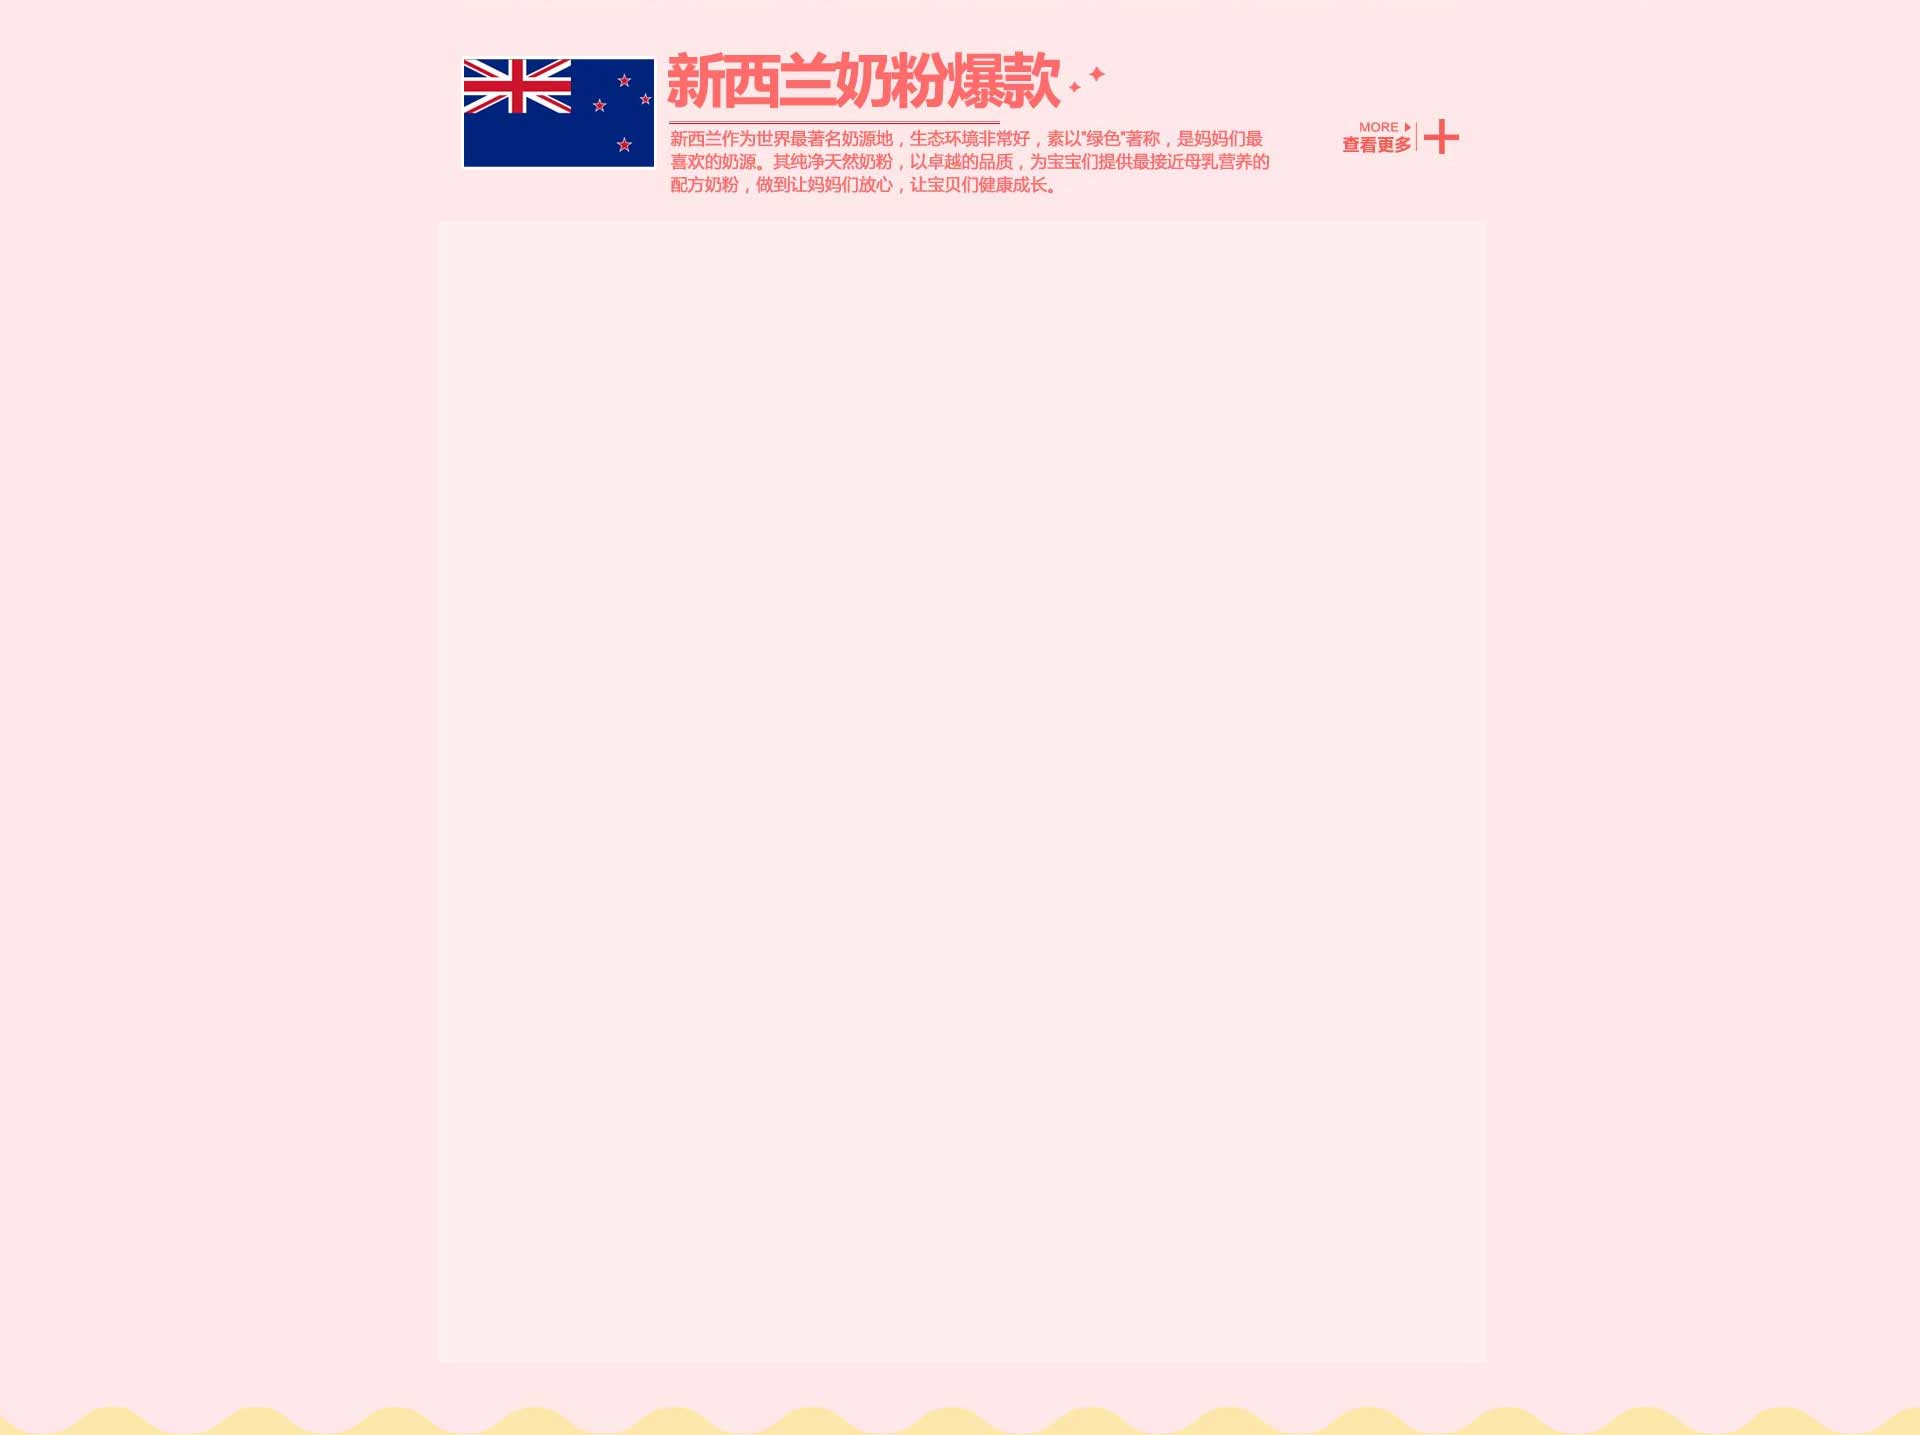 新西兰奶粉爆款
新西兰作为世界最著名奶源地，生态环境非常好，素以"绿色"著称，是妈妈们最
喜欢的奶源。其纯净天然奶粉，以卓越的品质，为宝宝们提供最接近母乳营养的
配方奶粉，做到让妈妈们放心，让宝贝们健康成长。
MORE
查看更多